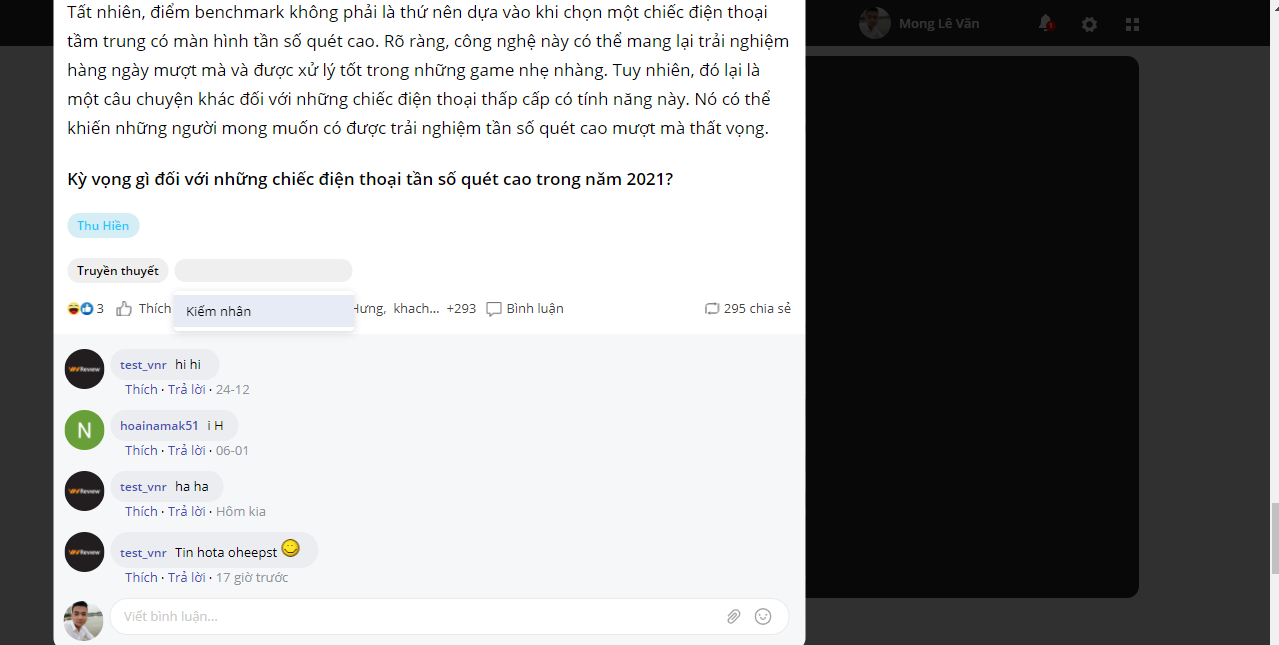 Tất nhiên, điểm benchmark không phải là thứ nên dựa vào khi chọn một chiếc điện thoại
tầm trung có màn hình tần số quét cao. Rõ ràng, công nghệ này có thể mang lại trải nghiệm
hàng ngày mượt mà và được xử lý tốt trong những game nhẹ nhàng. Tuy nhiên, đó lại là
một câu chuyện khác đối với những chiếc điện thoại thấp cấp có tính năng này. Nó có thể
khiến những người mong muốn có được trải nghiệm tần số quét cao mượt mà thất vọng.
Kỳ vọng gì đối với những chiếc điện thoại tần số quét cao trong năm 2021?
Thu Hiền
Truyền thuyết
3 Thích Hưng, khach... +293 Bình luận 295 chia sẻ
Kiếm nhân
test_vnr hi hi
Thích · Trả lời · 24-12
N
hoainamak51 i H
Thích · Trả lời · 06-01
test_vnr ha ha
Thích · Trả lời · Hôm kia
test_vnr Tin hota oheepst
Thích · Trả lời · 17 giờ trước
Viết bình luận...
Mong Lê Văn